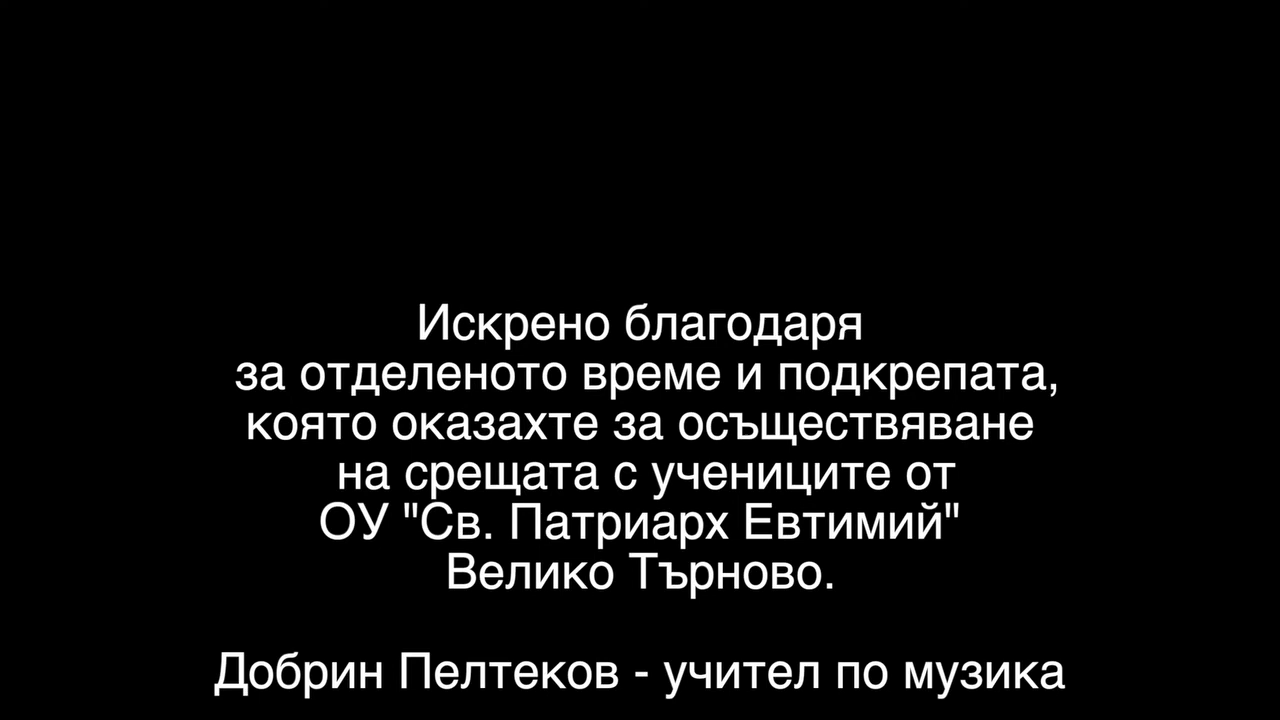 Искрено благодаря
за отделеното време и подкрепата,
която оказахте за осъществяване
на срещата с учениците от
ОУ "Св. Патриарх Евтимий"
Велико Търново.
Добрин Пелтеков - учител по музика